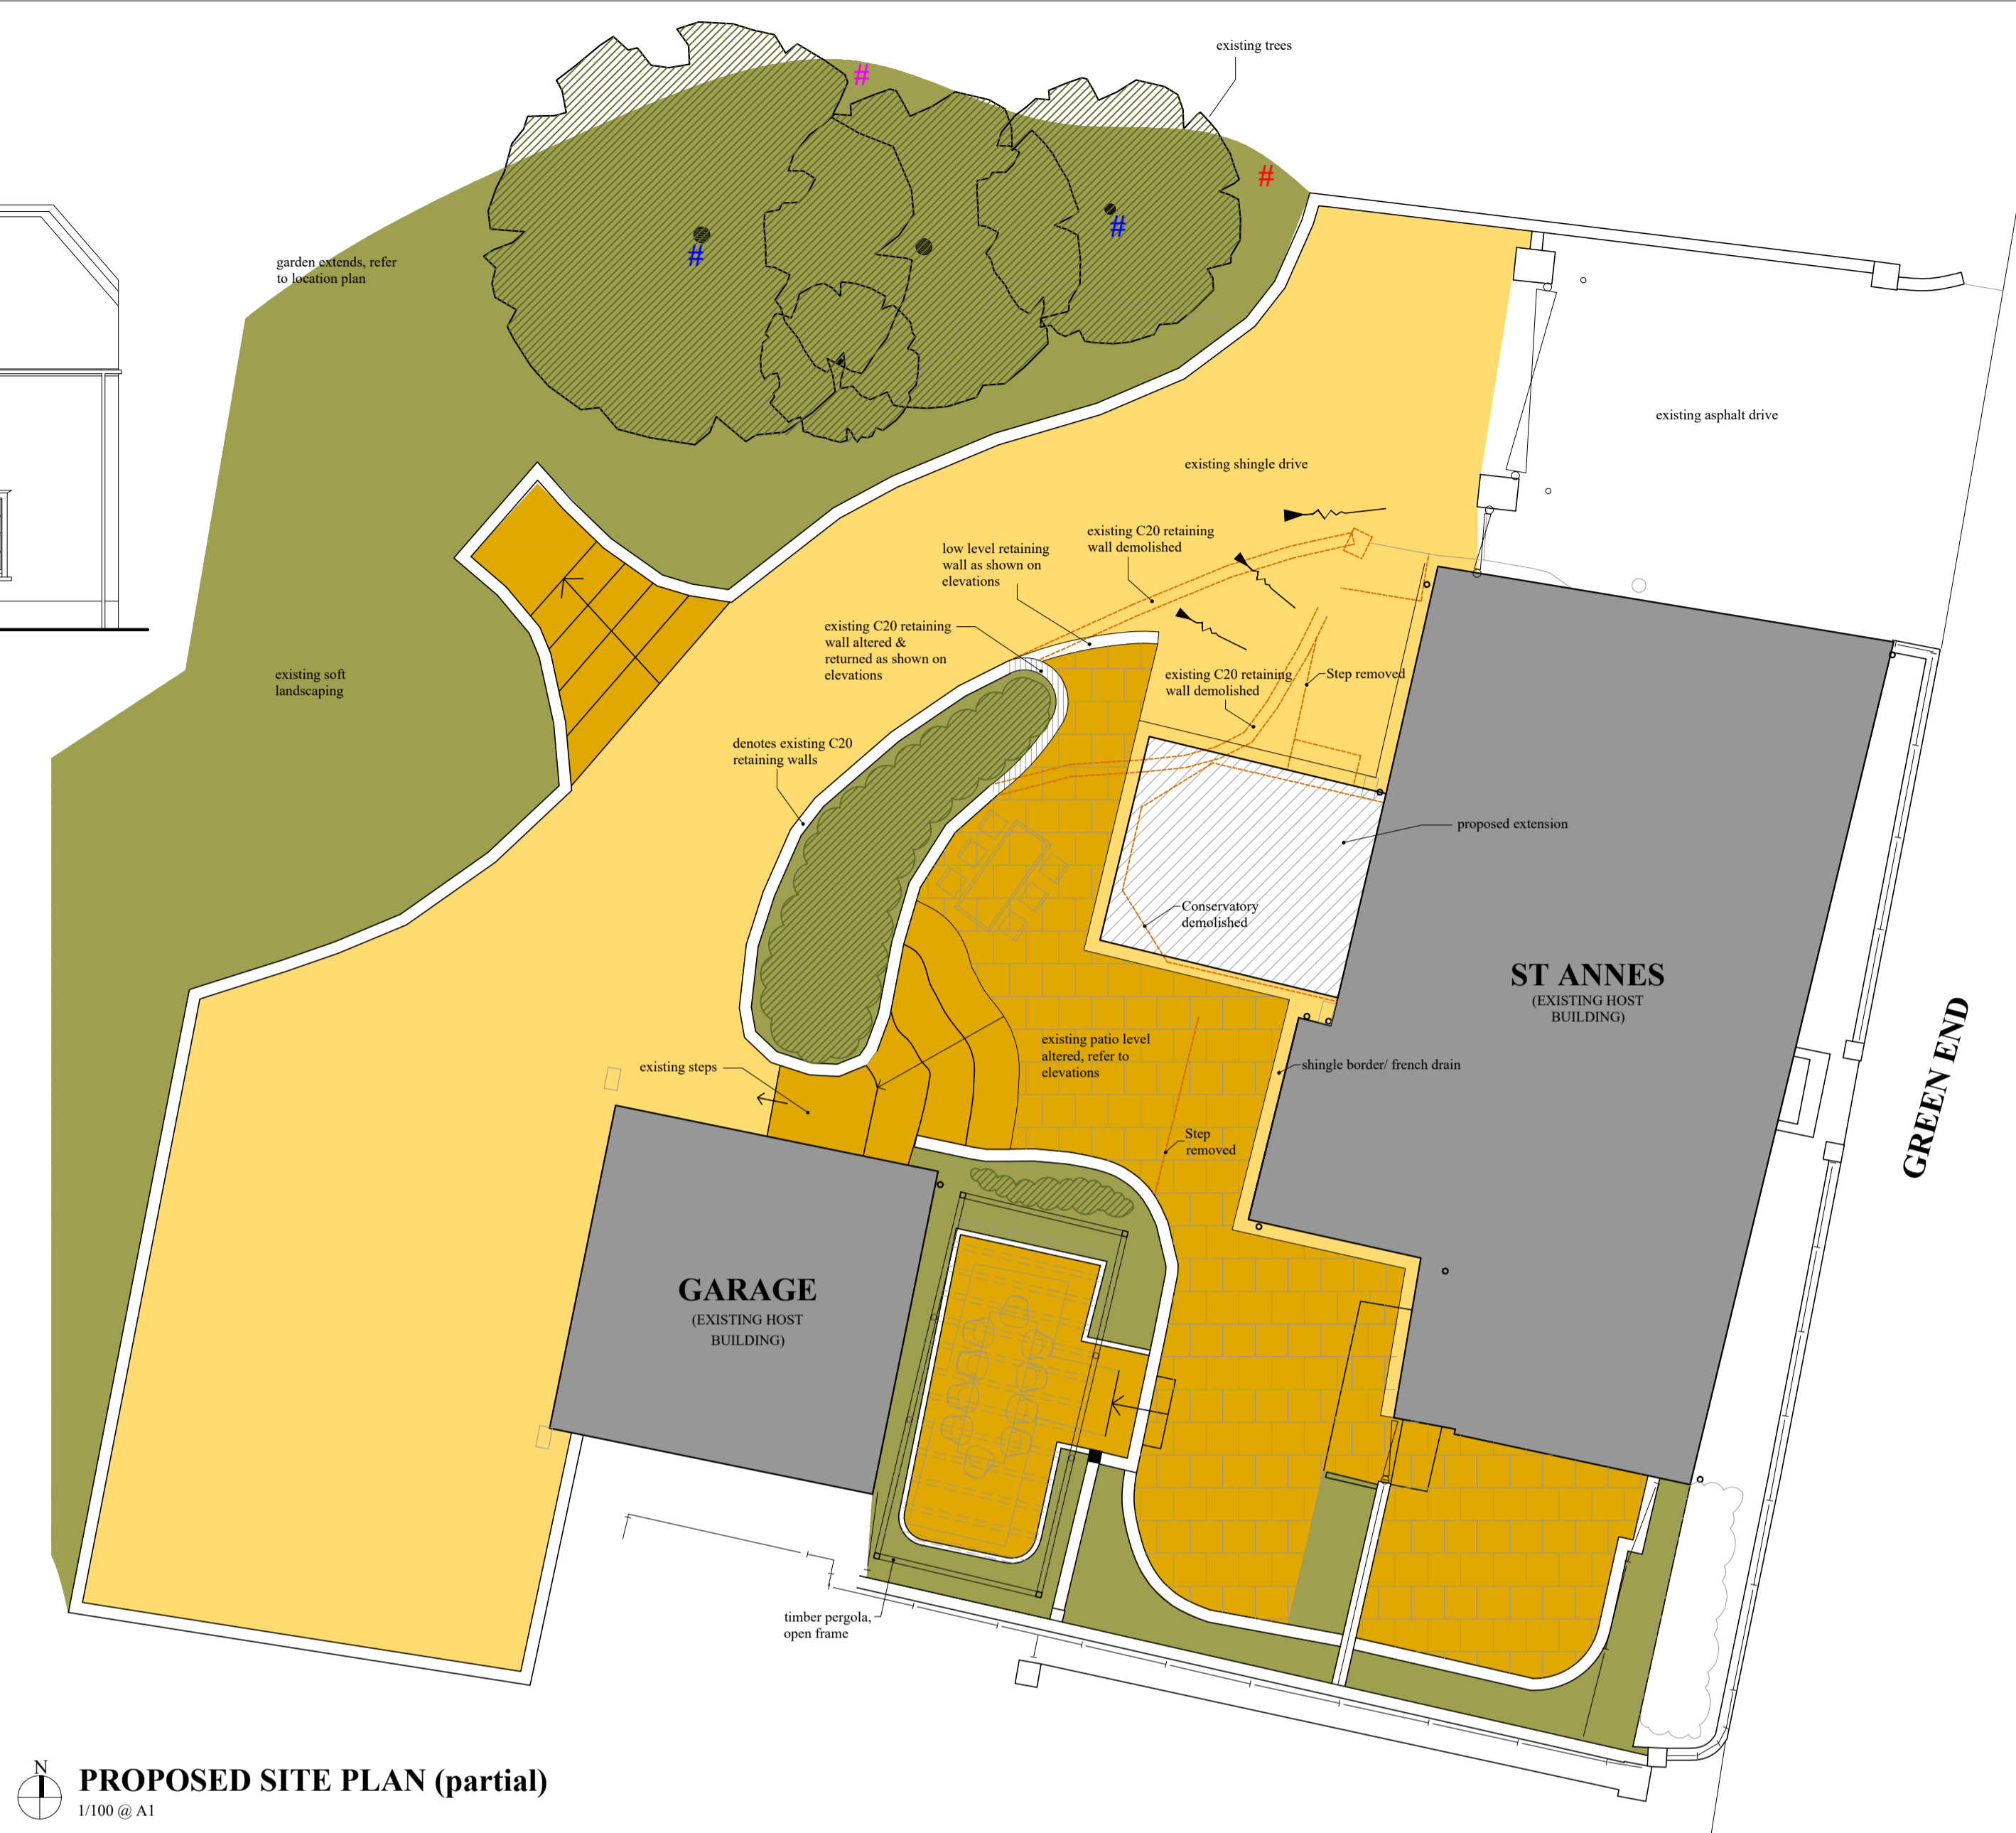 existing trees
#
#
#
#
garden extends, refer
to location plan
existing asphalt drive
existing shingle drive
existing C20 retaining
wall demolished
low level retaining
wall as shown on
elevations
existing C20 retaining
wall altered &
returned as shown on
elevations
existing soft
landscaping
existing C20 retaining
wall demolished
Step removed
denotes existing C20
retaining walls
proposed extension
Conservatory
demolished
ST ANNES
(EXISTING HOST
BUILDING)
GREEN END
existing patio level
altered, refer to
elevations
existing steps
shingle border/ french drain
Step
removed
GARAGE
(EXISTING HOST
BUILDING)
timber pergola,
open frame
N
PROPOSED SITE PLAN (partial)
1/100 @ A1